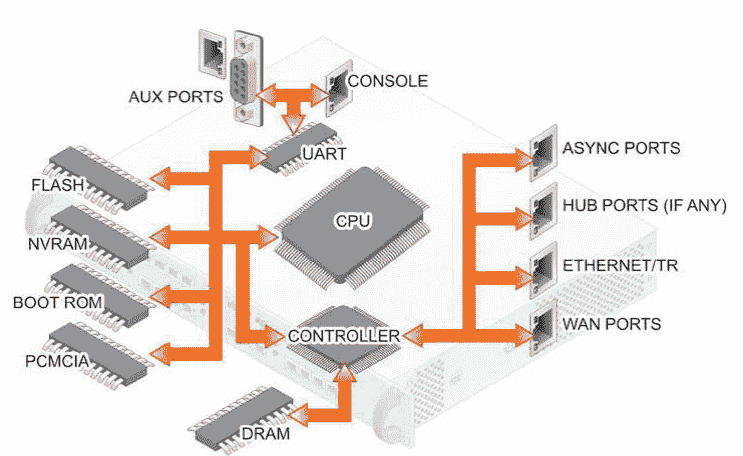 CONSOLE
AUX PORTS
UART
ASYNC PORTS
FLASH
HUB PORTS (IF ANY)
CPU
NVRAM
ETHERNET/TR
BOOT ROM
WAN PORTS
CONTROLLER
PCMCIA
DRAM